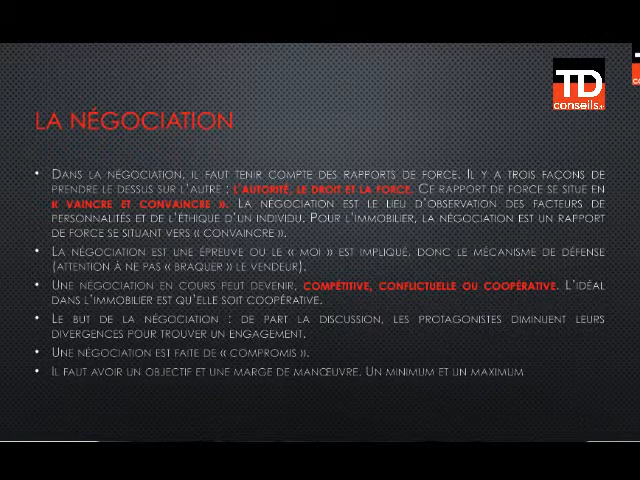 TD
conseils.fr
LA NÉGOCIATION
• DANS LA NÉGOCIATION, IL FAUT TENIR COMPTE DES RAPPORTS DE FORCE. IL Y A TROIS FAÇONS DE
PRENDRE LE DESSUS SUR L'AUTRE : L'AUTORITÉ, LE DROIT ET LA FORCE. CE RAPPORT DE FORCE SE SITUE EN
« VAINCRE ET CONVAINCRE ». LA NÉGOCIATION EST LE LIEU D'OBSERVATION DES FACTEURS DE
PERSONNALITÉS ET DE L'ÉTHIQUE D'UN INDIVIDU. POUR L'IMMOBILIER, LA NÉGOCIATION EST UN RAPPORT
DE FORCE SE SITUANT VERS « CONVAINCRE ».
• LA NÉGOCIATION EST UNE ÉPREUVE OU LE « MOI » EST IMPLIQUÉ, DONC LE MÉCANISME DE DÉFENSE
(ATTENTION À NE PAS « BRAQUER » LE VENDEUR).
• UNE NÉGOCIATION EN COURS PEUT DEVENIR, COMPÉTITIVE, CONFLICTUELLE OU COOPÉRATIVE. L'IDÉAL
DANS L'IMMOBILIER EST QU'ELLE SOIT COOPÉRATIVE.
• LE BUT DE LA NÉGOCIATION : DE PART LA DISCUSSION, LES PROTAGONISTES DIMINUENT LEURS
DIVERGENCES POUR TROUVER UN ENGAGEMENT.
• UNE NÉGOCIATION EST FAITE DE « COMPROMIS ».
• IL FAUT AVOIR UN OBJECTIF ET UNE MARGE DE MANŒUVRE. UN MINIMUM ET UN MAXIMUM